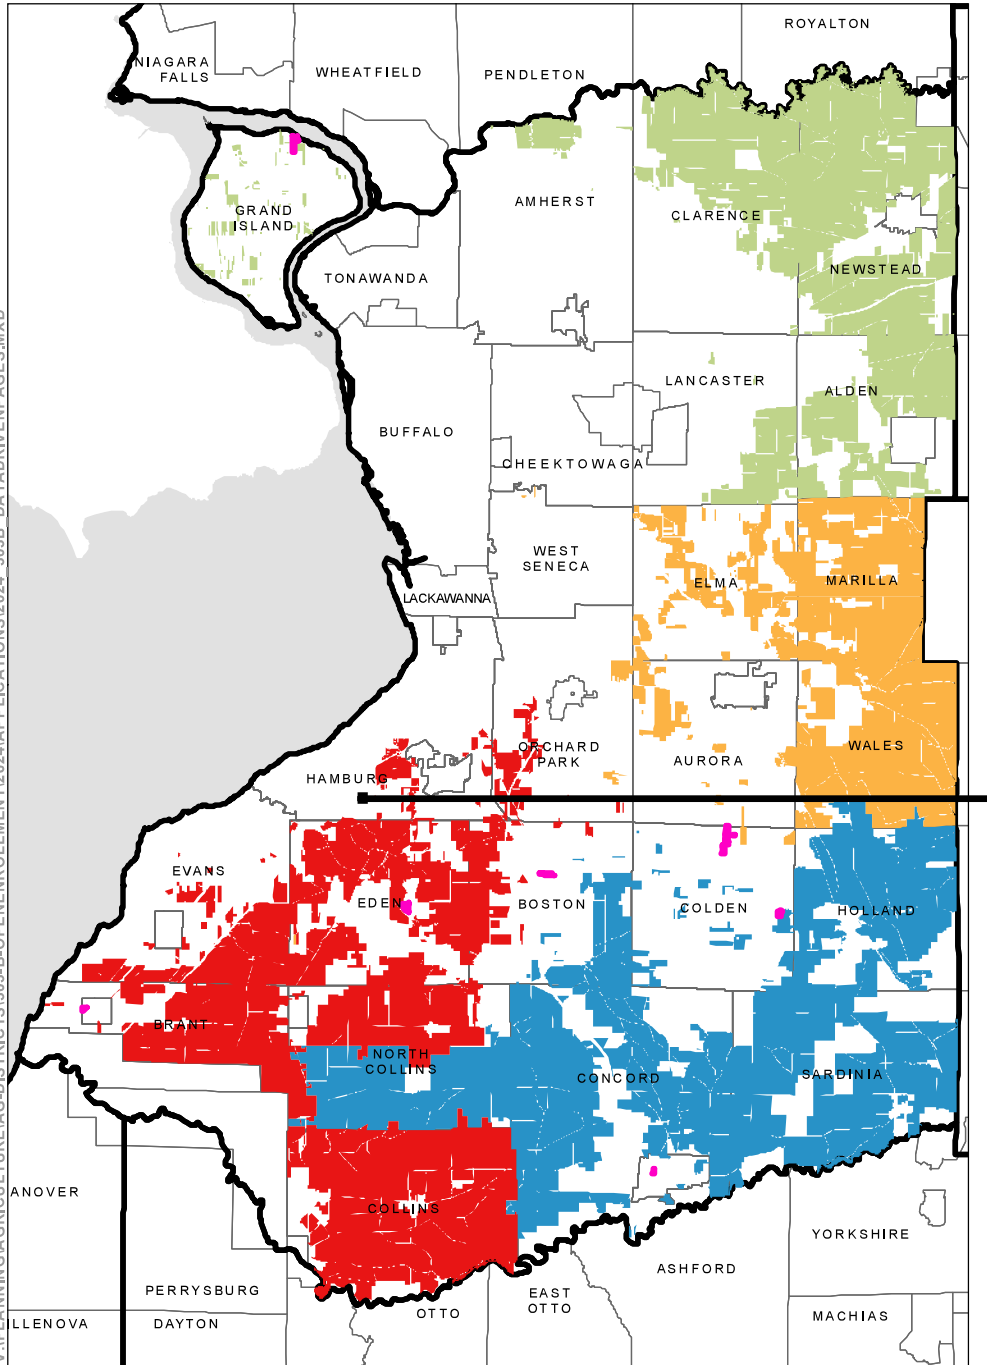 ROYALTON
NIAGARA
FALLS
WHEATFIELD
PENDLETON
GRAND
ISLAND
AMHERST
CLARENCE
TONAWANDA
NEWSTEAD
LANCASTER
ALDEN
BUFFALO
CHEEKTOWAGA
WEST
SENECA
ELMA
MARILLA
LACKAWANNA
ORCHARD
PARK
WALES
AURORA
HAMBURG
EVANS
EDEN
BOSTON
COLDEN
HOLLAND
BRANT
NORTH
COLLINS
CONCORD
SARDINIA
ANOVER
COLLINS
YORKSHIRE
ASHFORD
PERRYSBURG
EAST
OTTO
OTTO
MACHIAS
LLENOVA
DAYTON